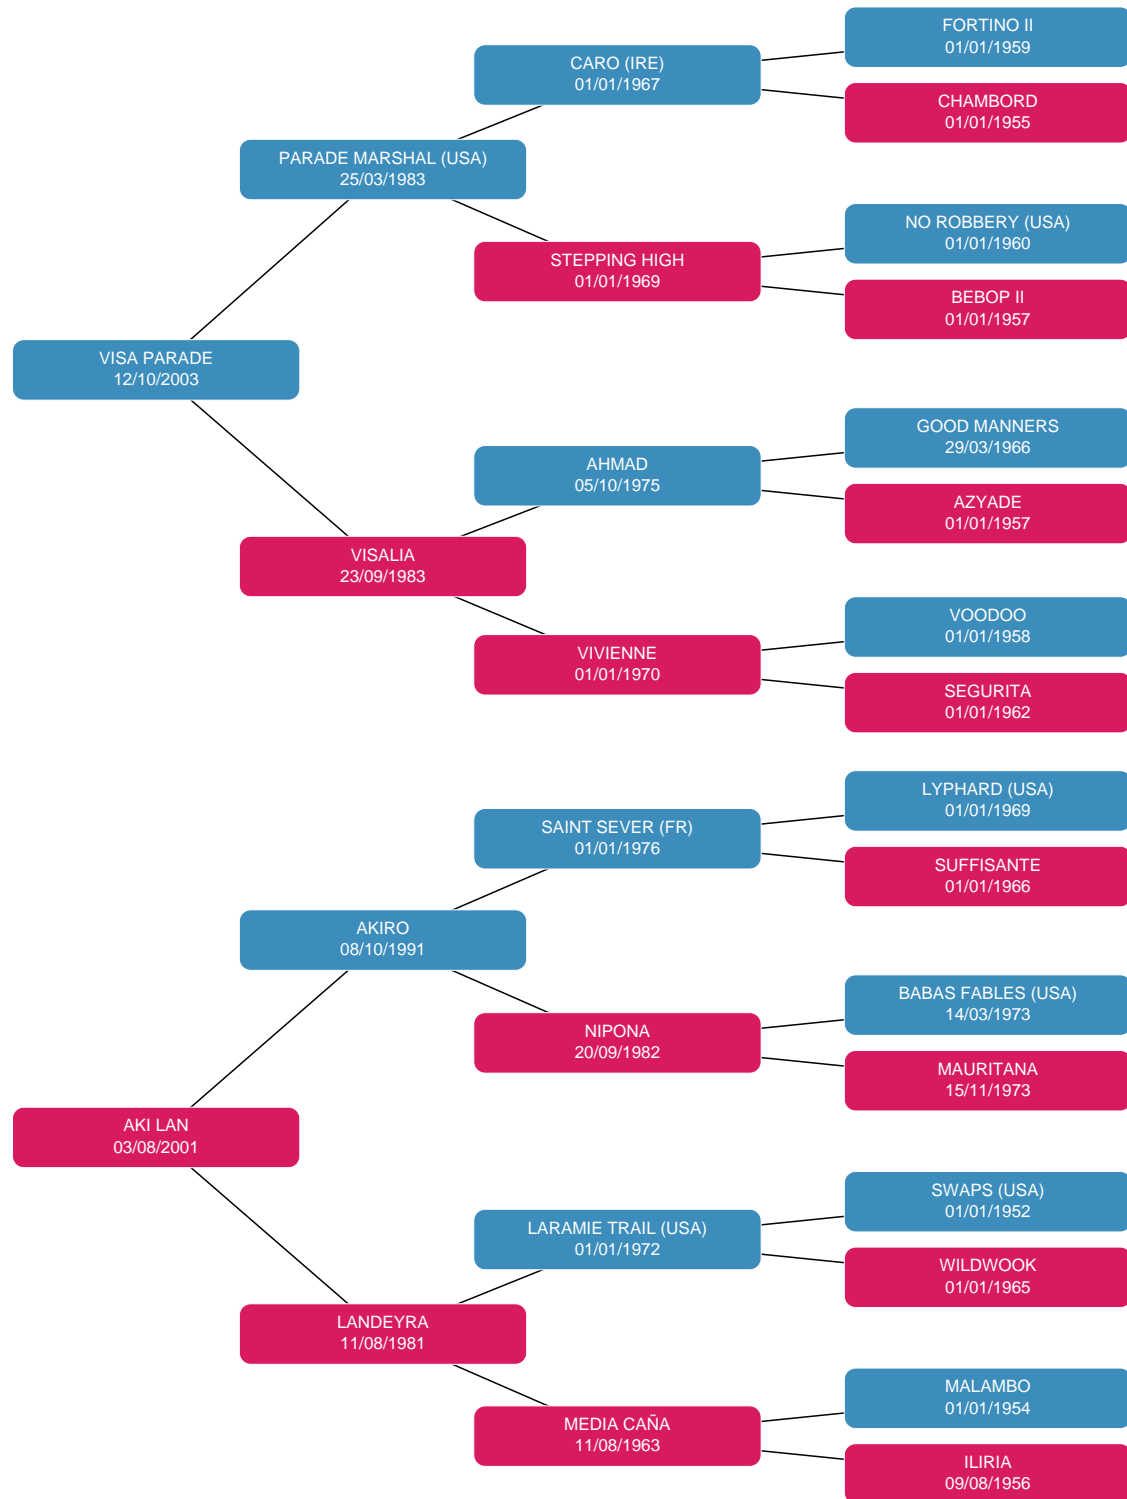 FORTINO II
01/01/1959
CARO (IRE)
01/01/1967
CHAMBORD
01/01/1955
PARADE MARSHAL (USA)
25/03/1983
NO ROBBERY (USA)
01/01/1960
STEPPING HIGH
01/01/1969
BEBOP II
01/01/1957
VISA PARADE
12/10/2003
GOOD MANNERS
29/03/1966
AHMAD
05/10/1975
AZYADE
01/01/1957
VISALIA
23/09/1983
VOODOO
01/01/1958
VIVIENNE
01/01/1970
SEGURITA
01/01/1962
LYPHARD (USA)
01/01/1969
SAINT SEVER (FR)
01/01/1976
SUFFISANTE
01/01/1966
AKIRO
08/10/1991
BABAS FABLES (USA)
14/03/1973
NIPONA
20/09/1982
MAURITANA
15/11/1973
AKI LAN
03/08/2001
SWAPS (USA)
01/01/1952
LARAMIE TRAIL (USA)
01/01/1972
WILDWOOK
01/01/1965
LANDEYRA
11/08/1981
MALAMBO
01/01/1954
MEDIA CAÑA
11/08/1963
ILIRIA
09/08/1956